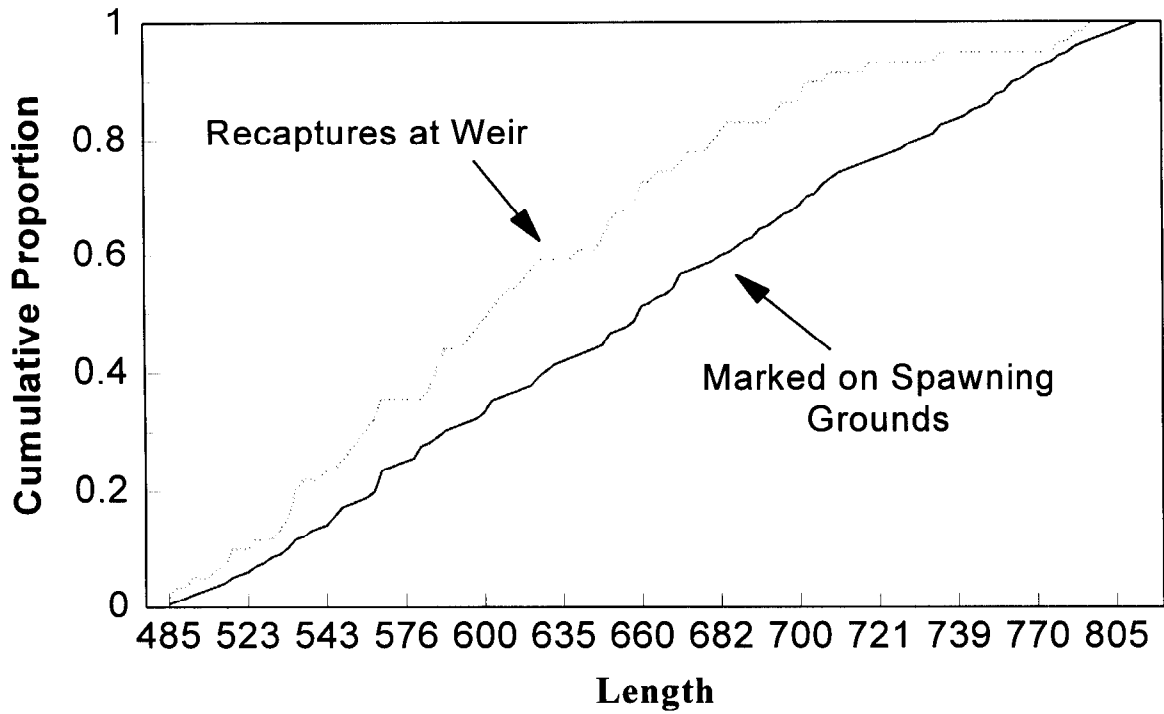 1
0.8
0.6
0.4
0.2
0
Cumulative Proportion
Recaptures at Weir
Marked on Spawning
Grounds
485 523 543 576 600 635 660 682 700 721 739 770 805
Length